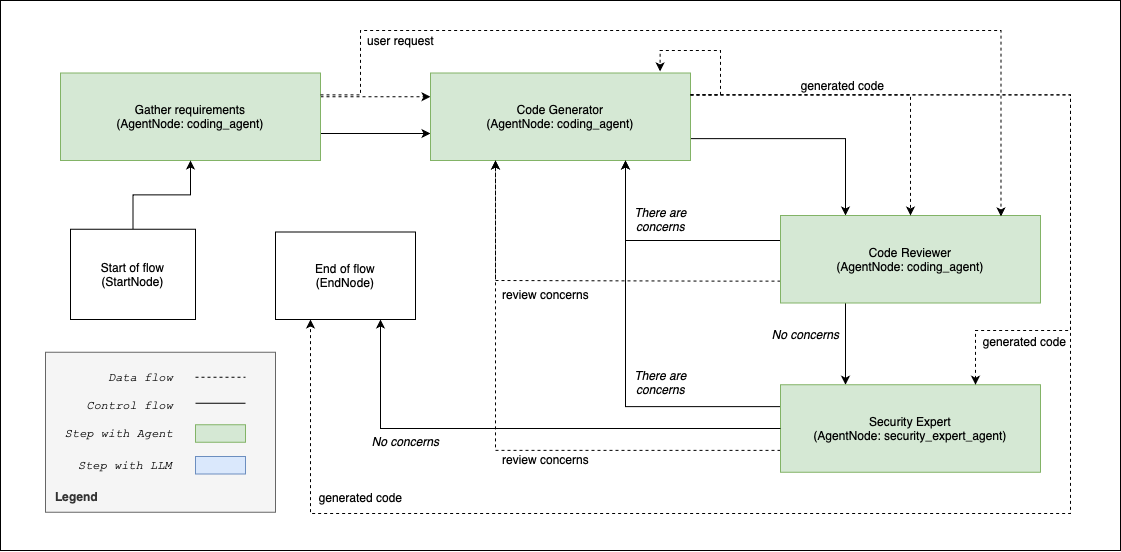 user request
generated code
Gather requirements
(AgentNode: coding_agent)
Code Generator
(AgentNode: coding_agent)
There are
concerns
Code Reviewer
(AgentNode: coding_agent)
Start of flow
(StartNode)
End of flow
(EndNode)
review concerns
No concerns
generated code
Data flow
Control flow
Step with Agent
Step with LLM
Legend
There are
concerns
Security Expert
(AgentNode: security_expert_agent)
No concerns
review concerns
generated code